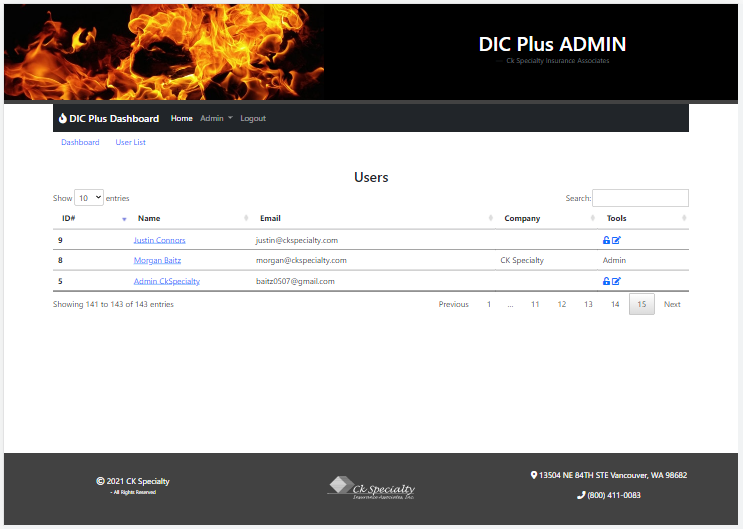 DIC Plus ADMIN
Ck Specialty Insurance Associates
DIC Plus Dashboard Home Admin Logout
Dashboard User List
Users
Show 10 entries Search:
ID# Name Email Company Tools
9 Justin Connors justin@ckspecialty.com
8 Morgan Baitz morgan@ckspecialty.com CK Specialty Admin
5 Admin CkSpecialty baitz0507@gmail.com
Showing 141 to 143 of 143 entries Previous 1 ... 11 12 13 14 15 Next
© 2021 CK Specialty
- All Rights Reserved
Ck Specialty
Insurance Associates, Inc.
13504 NE 84TH STE Vancouver, WA 98682
(800) 411-0083